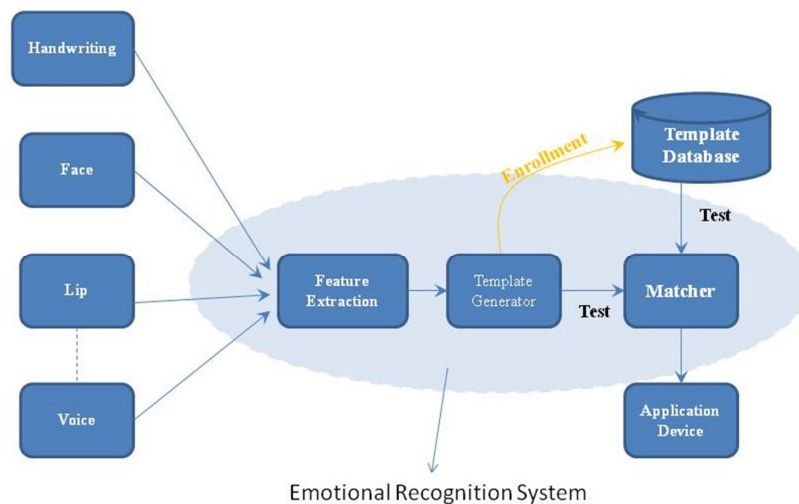 Handwriting
Face
Lip
Voice
Feature
Extraction
Template
Generator
Enrollment
Template
Database
Test
Test
Matcher
Application
Device
Emotional Recognition System